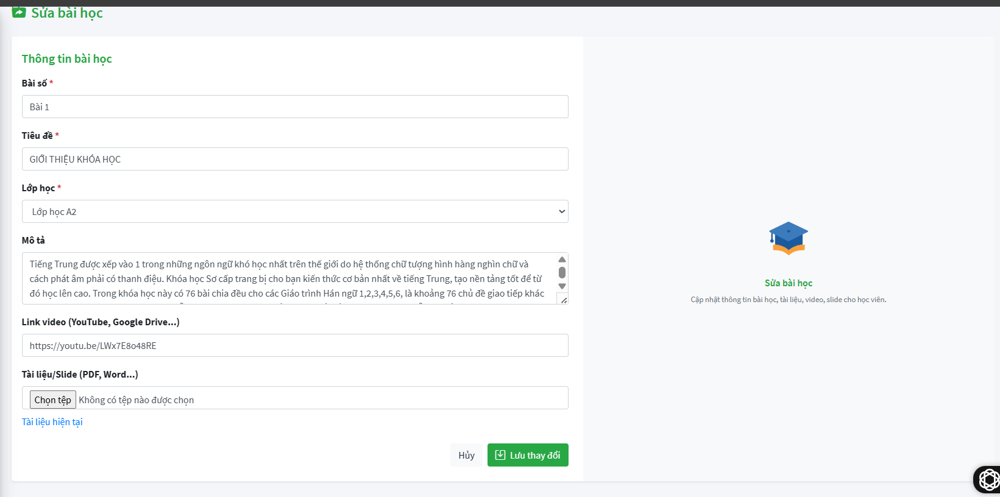 Sửa bài học
Thông tin bài học
Bài số *
Bài 1
Tiêu đề *
GIỚI THIỆU KHÓA HỌC
Lớp học *
Lớp học A2
Mô tả
Tiếng Trung được xếp vào 1 trong những ngôn ngữ khó học nhất trên thế giới do hệ thống chữ tượng hình hàng nghìn chữ và
cách phát âm phải có thanh điệu. Khóa học Sơ cấp trang bị cho bạn kiến thức cơ bản nhất về tiếng Trung, tạo nền tảng tốt để từ
đó học lên cao. Trong khóa học này có 76 bài chia đều cho các Giáo trình Hán ngữ 1,2,3,4,5,6, là khoảng 76 chủ đề giao tiếp khác
Link video (YouTube, Google Drive...)
https://youtu.be/LWx7E8o48RE
Tài liệu/Slide (PDF, Word...)
Chọn tệp Không có tệp nào được chọn
Tài liệu hiện tại
Hủy
Lưu thay đổi
Sửa bài học
Cập nhật thông tin bài học, tài liệu, video, slide cho học viên.